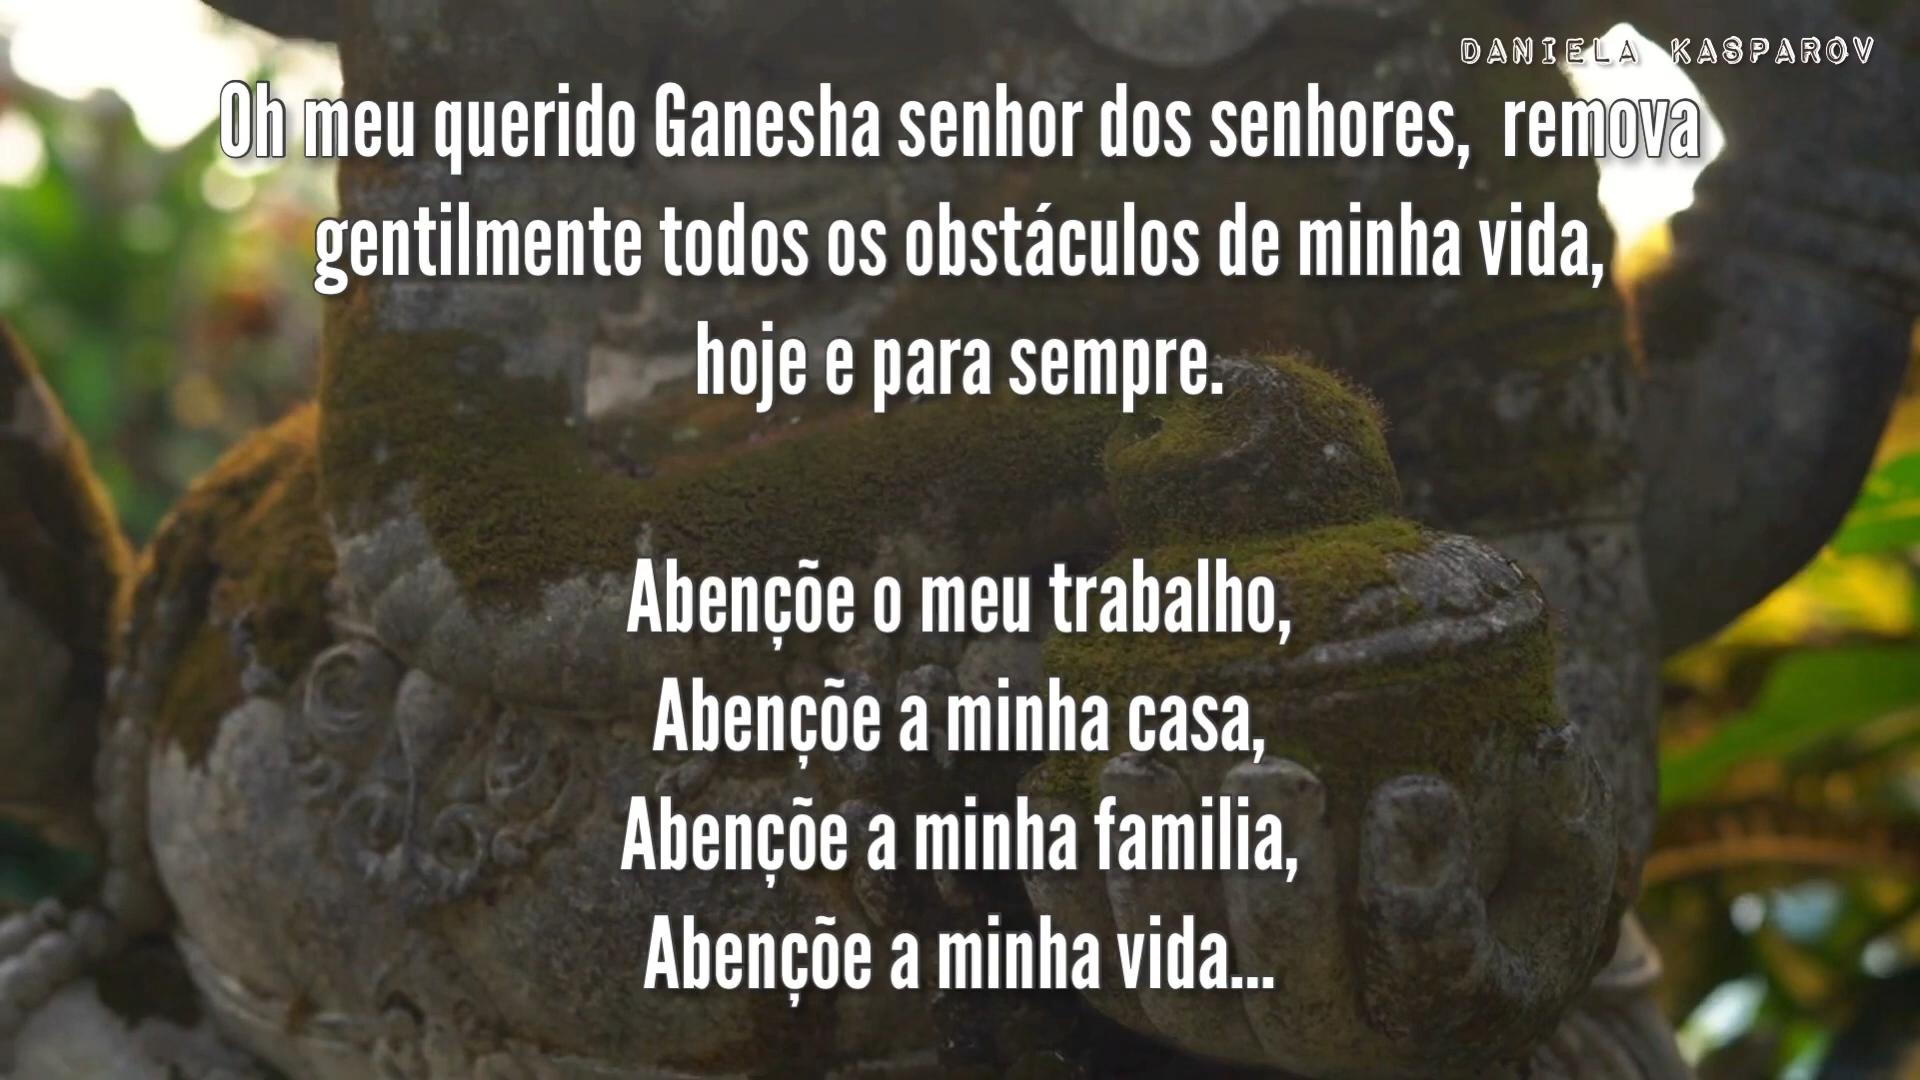 DANIELA KASPAROV
Oh meu querido Ganesha senhor dos senhores, remova
gentilmente todos os obstáculos de minha vida,
hoje e para sempre.
Abençõe o meu trabalho,
Abençõe a minha casa,
Abençõe a minha familia,
Abençõe a minha vida...